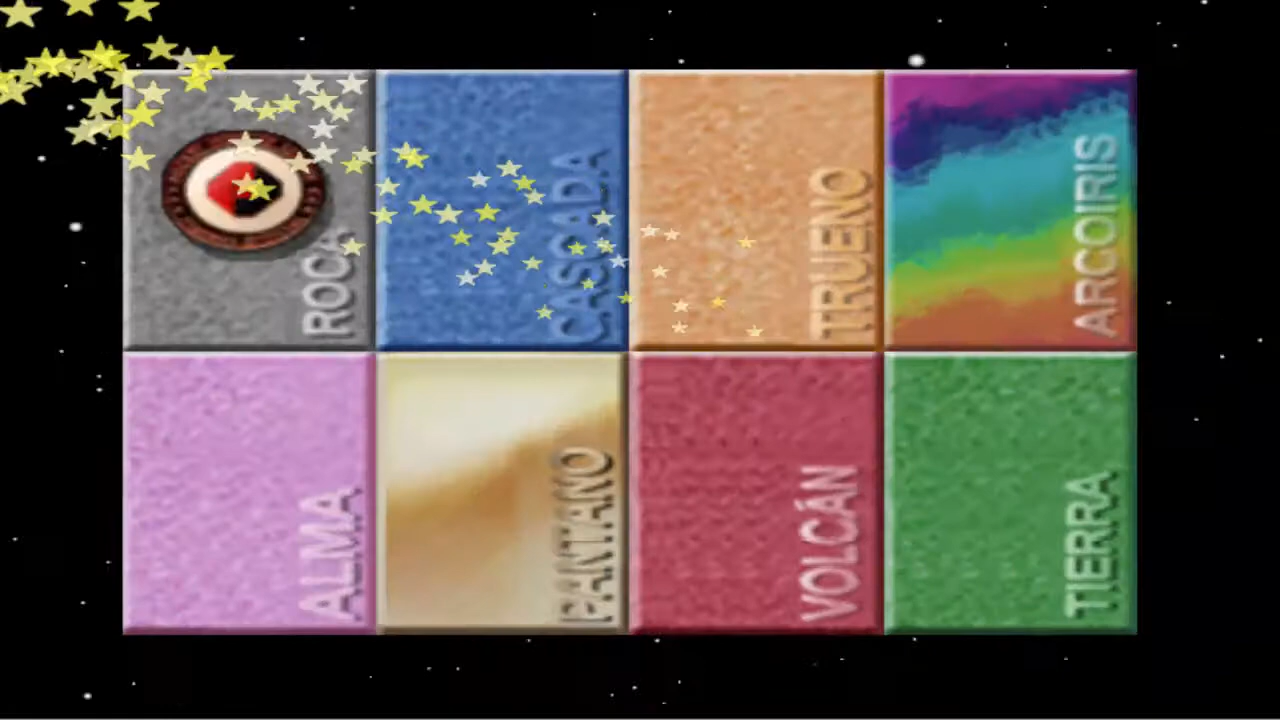 ROCA
CASCADA
TRUENO
ARCOIRIS
ALMA
PANTANO
VOLCÁN
TIERRA